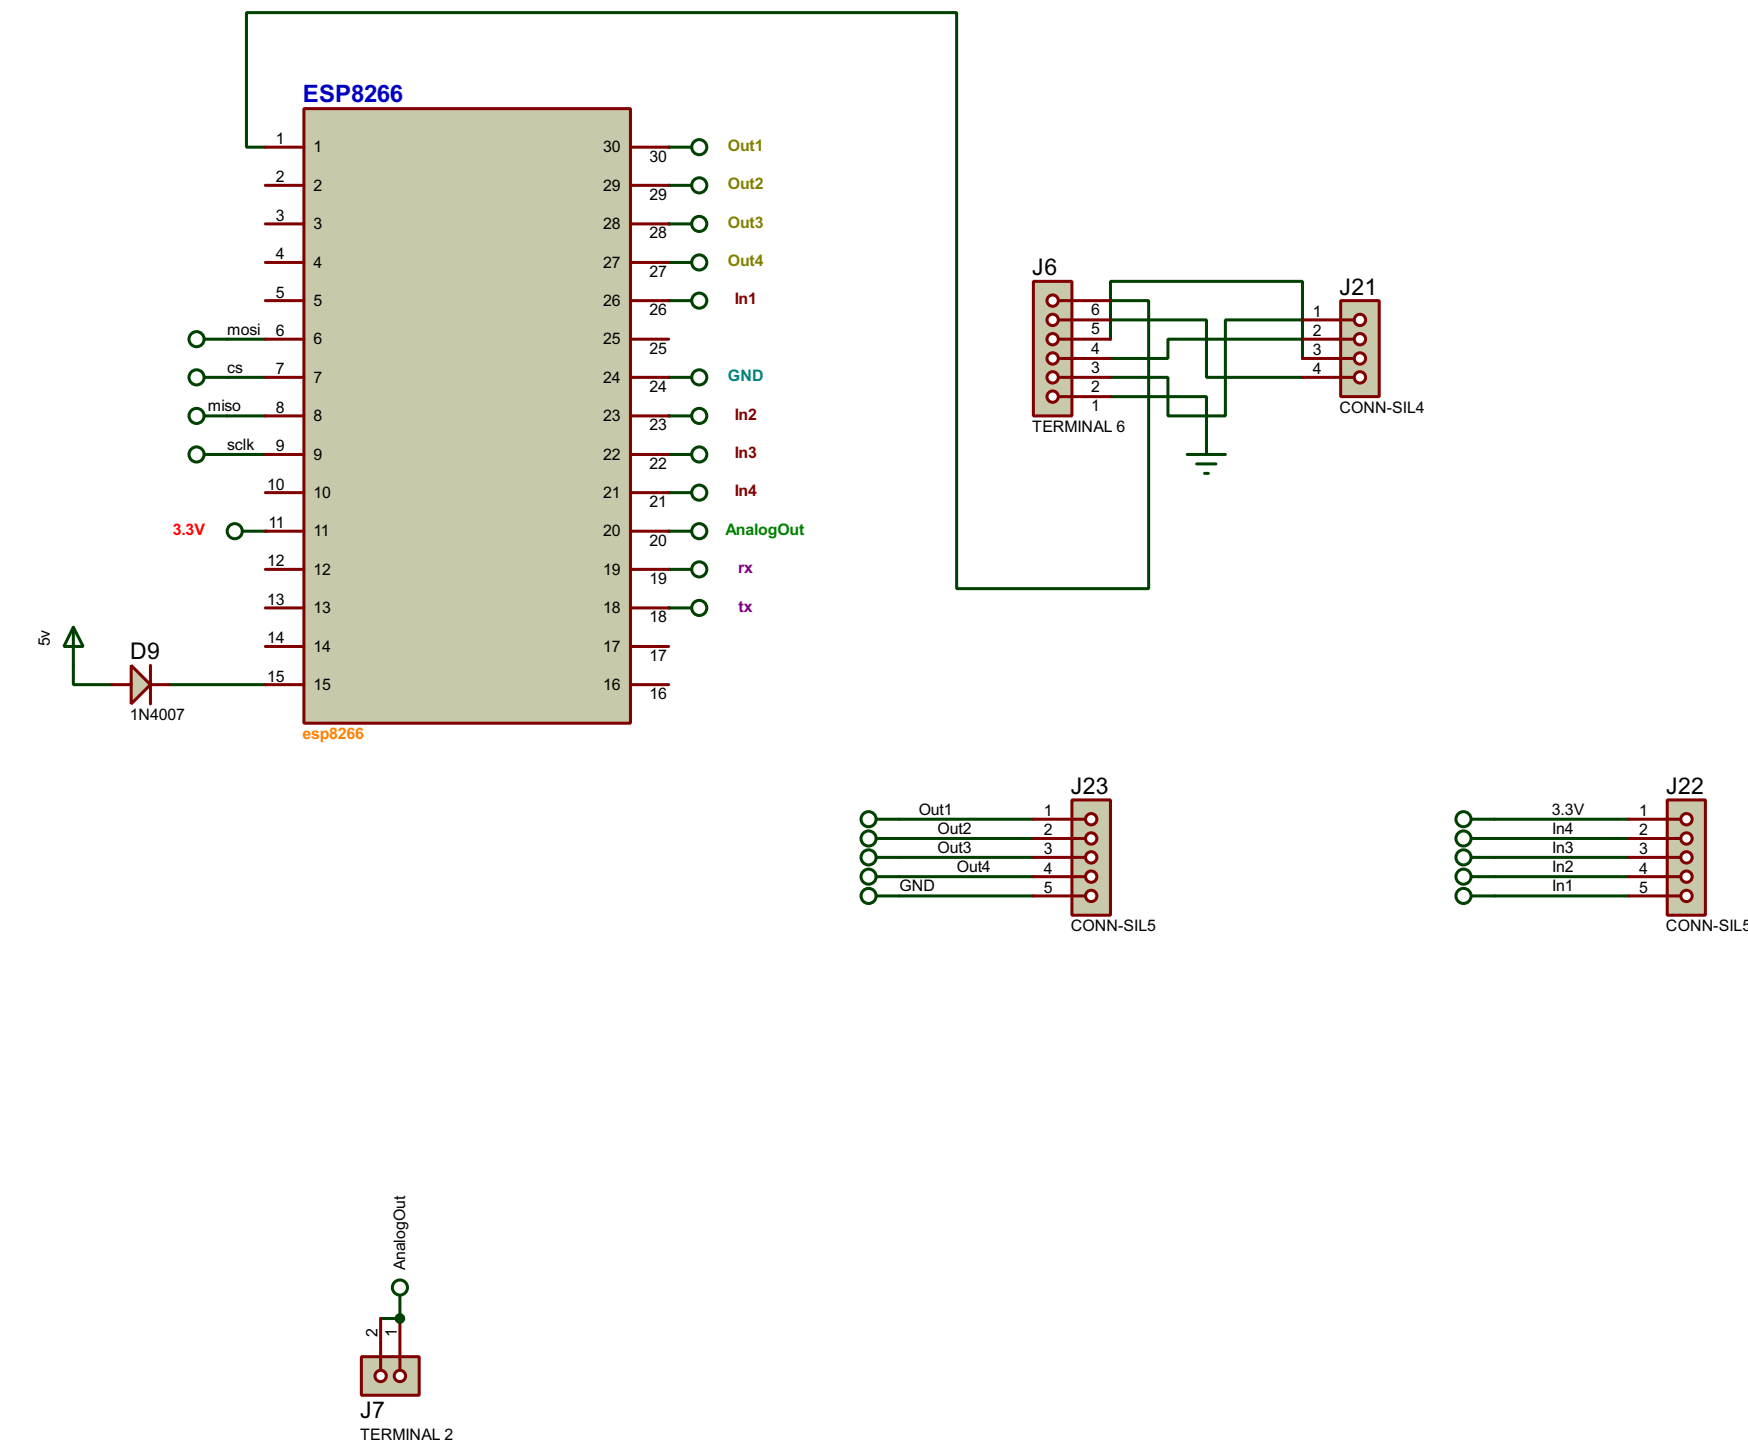 ESP8266
1 1 30 30 Out1
2 2 29 29 Out2
3 3 28 28 Out3
4 4 27 27 Out4
5 5 26 26 In1
mosi 6 6 25 25
cs 7 7 24 24 GND
miso 8 8 23 23 In2
sclk 9 9 22 22 In3
10 10 21 21 In4
3.3V 11 11 20 20 AnalogOut
12 12 19 19 rx
13 13 18 18 tx
14 14 17 17
15 15 16 16
esp8266
5v
D9
1N4007
J6
6
5
4
3
2
1
TERMINAL 6
J21
1
2
3
4
CONN-SIL4
J23
Out1 1
Out2 2
Out3 3
Out4 4
GND 5
CONN-SIL5
J22
3.3V 1
In4 2
In3 3
In2 4
In1 5
CONN-SIL5
AnalogOut
2 1
J7
TERMINAL 2